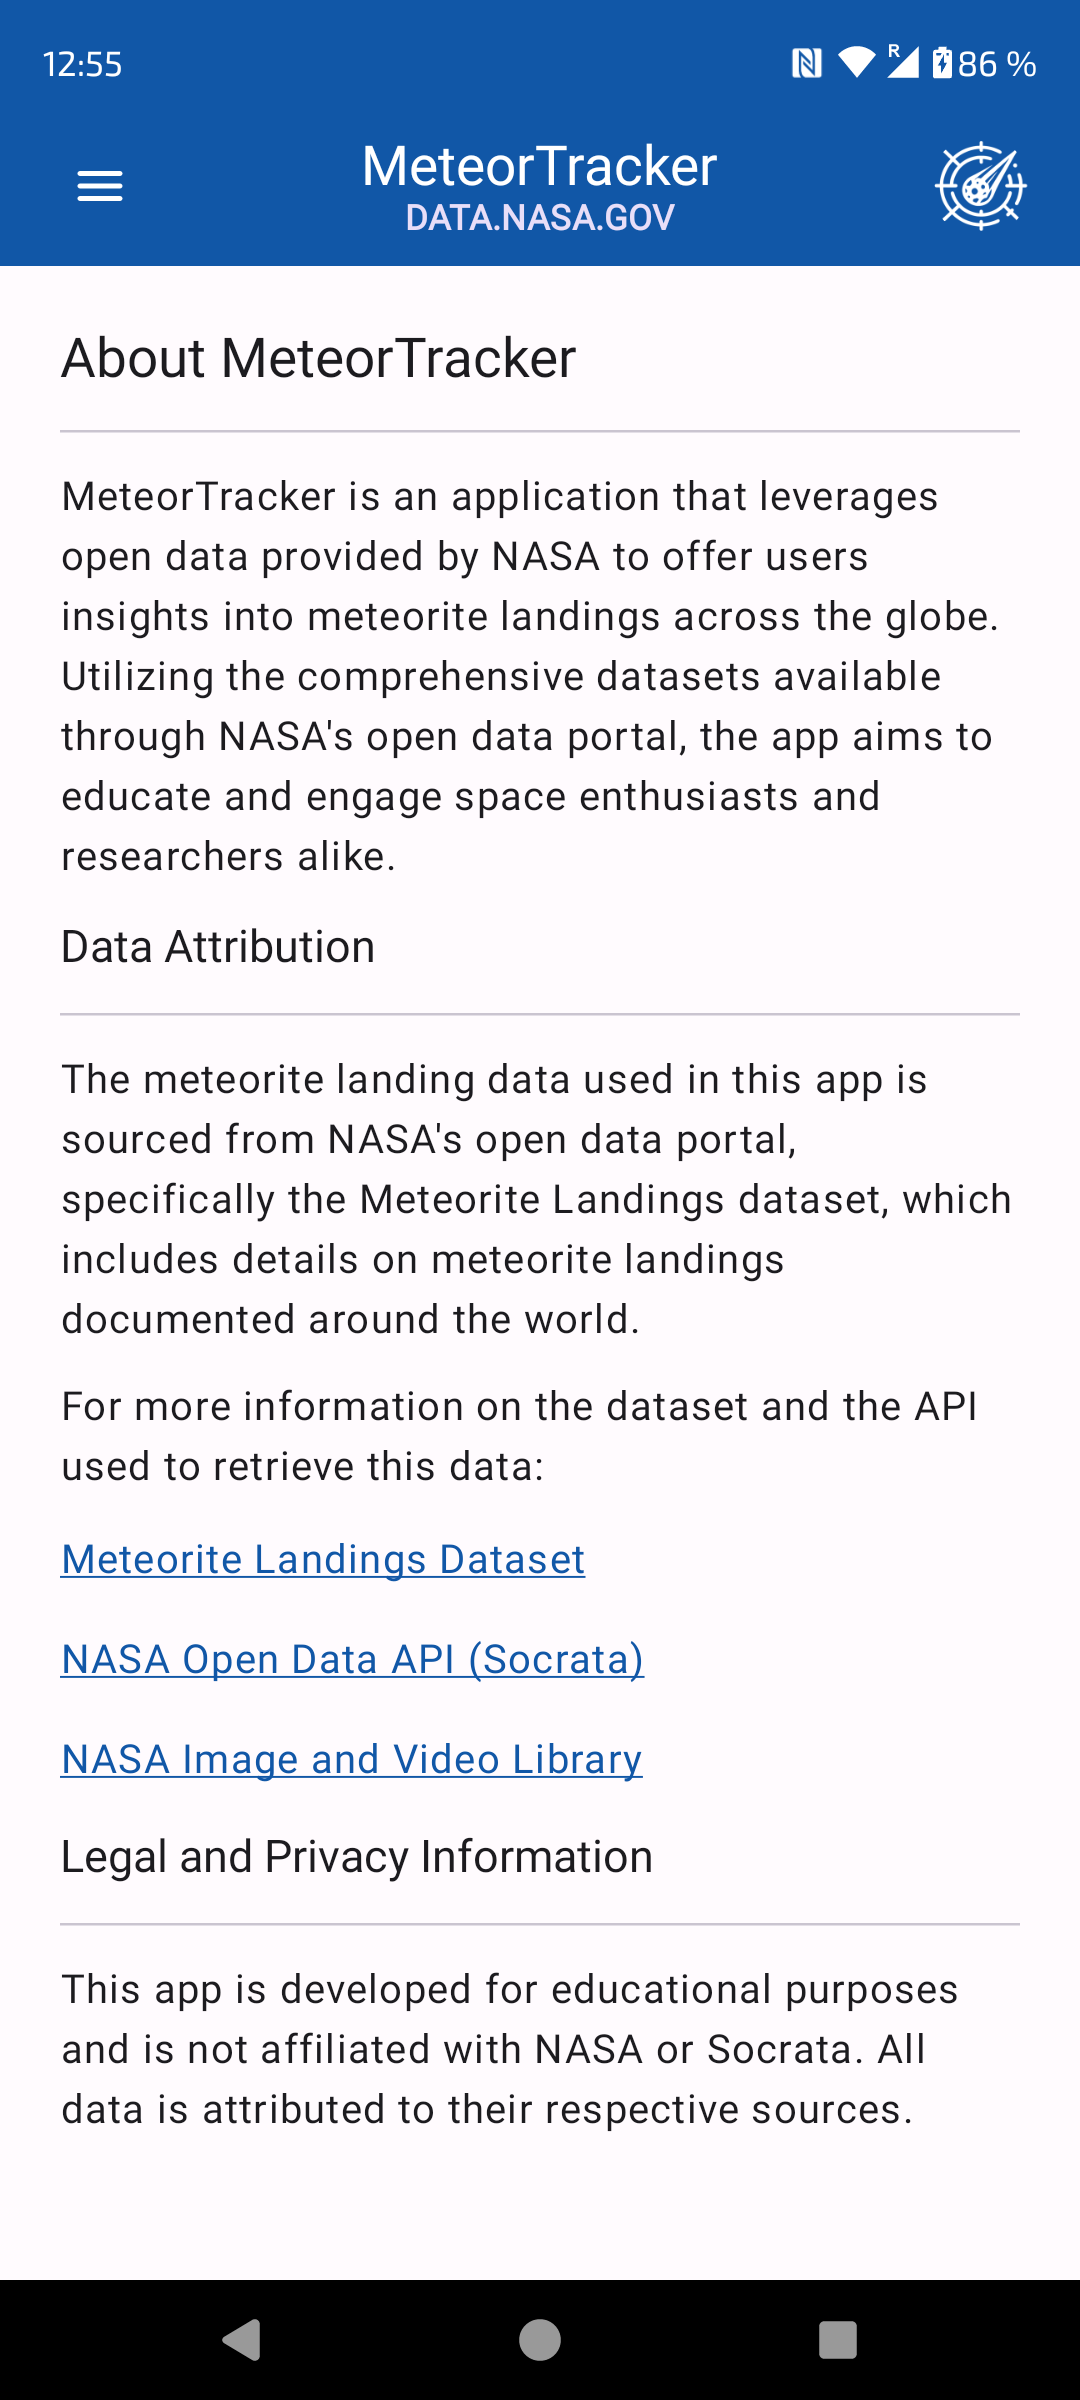 12:55
R
86 %
MeteorTracker
DATA.NASA.GOV
About MeteorTracker
MeteorTracker is an application that leverages
open data provided by NASA to offer users
insights into meteorite landings across the globe.
Utilizing the comprehensive datasets available
through NASA's open data portal, the app aims to
educate and engage space enthusiasts and
researchers alike.
Data Attribution
The meteorite landing data used in this app is
sourced from NASA's open data portal,
specifically the Meteorite Landings dataset, which
includes details on meteorite landings
documented around the world.
For more information on the dataset and the API
used to retrieve this data:
Meteorite Landings Dataset
NASA Open Data API (Socrata)
NASA Image and Video Library
Legal and Privacy Information
This app is developed for educational purposes
and is not affiliated with NASA or Socrata. All
data is attributed to their respective sources.